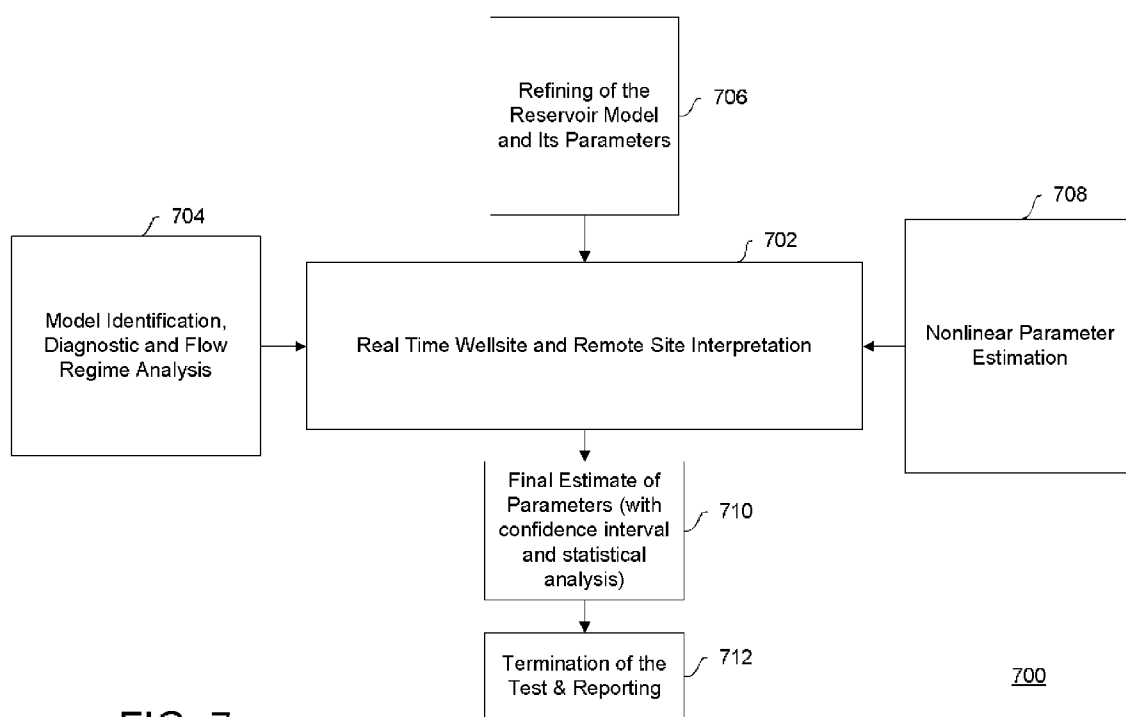 Refining of the
Reservoir Model
and Its Parameters
706
704
708
702
Model Identification,
Diagnostic and Flow
Regime Analysis
Real Time Wellsite and Remote Site Interpretation
Nonlinear Parameter
Estimation
Final Estimate of
Parameters (with
confidence interval
and statistical
analysis)
710
Termination of the
Test & Reporting
712
700
FIG. 7